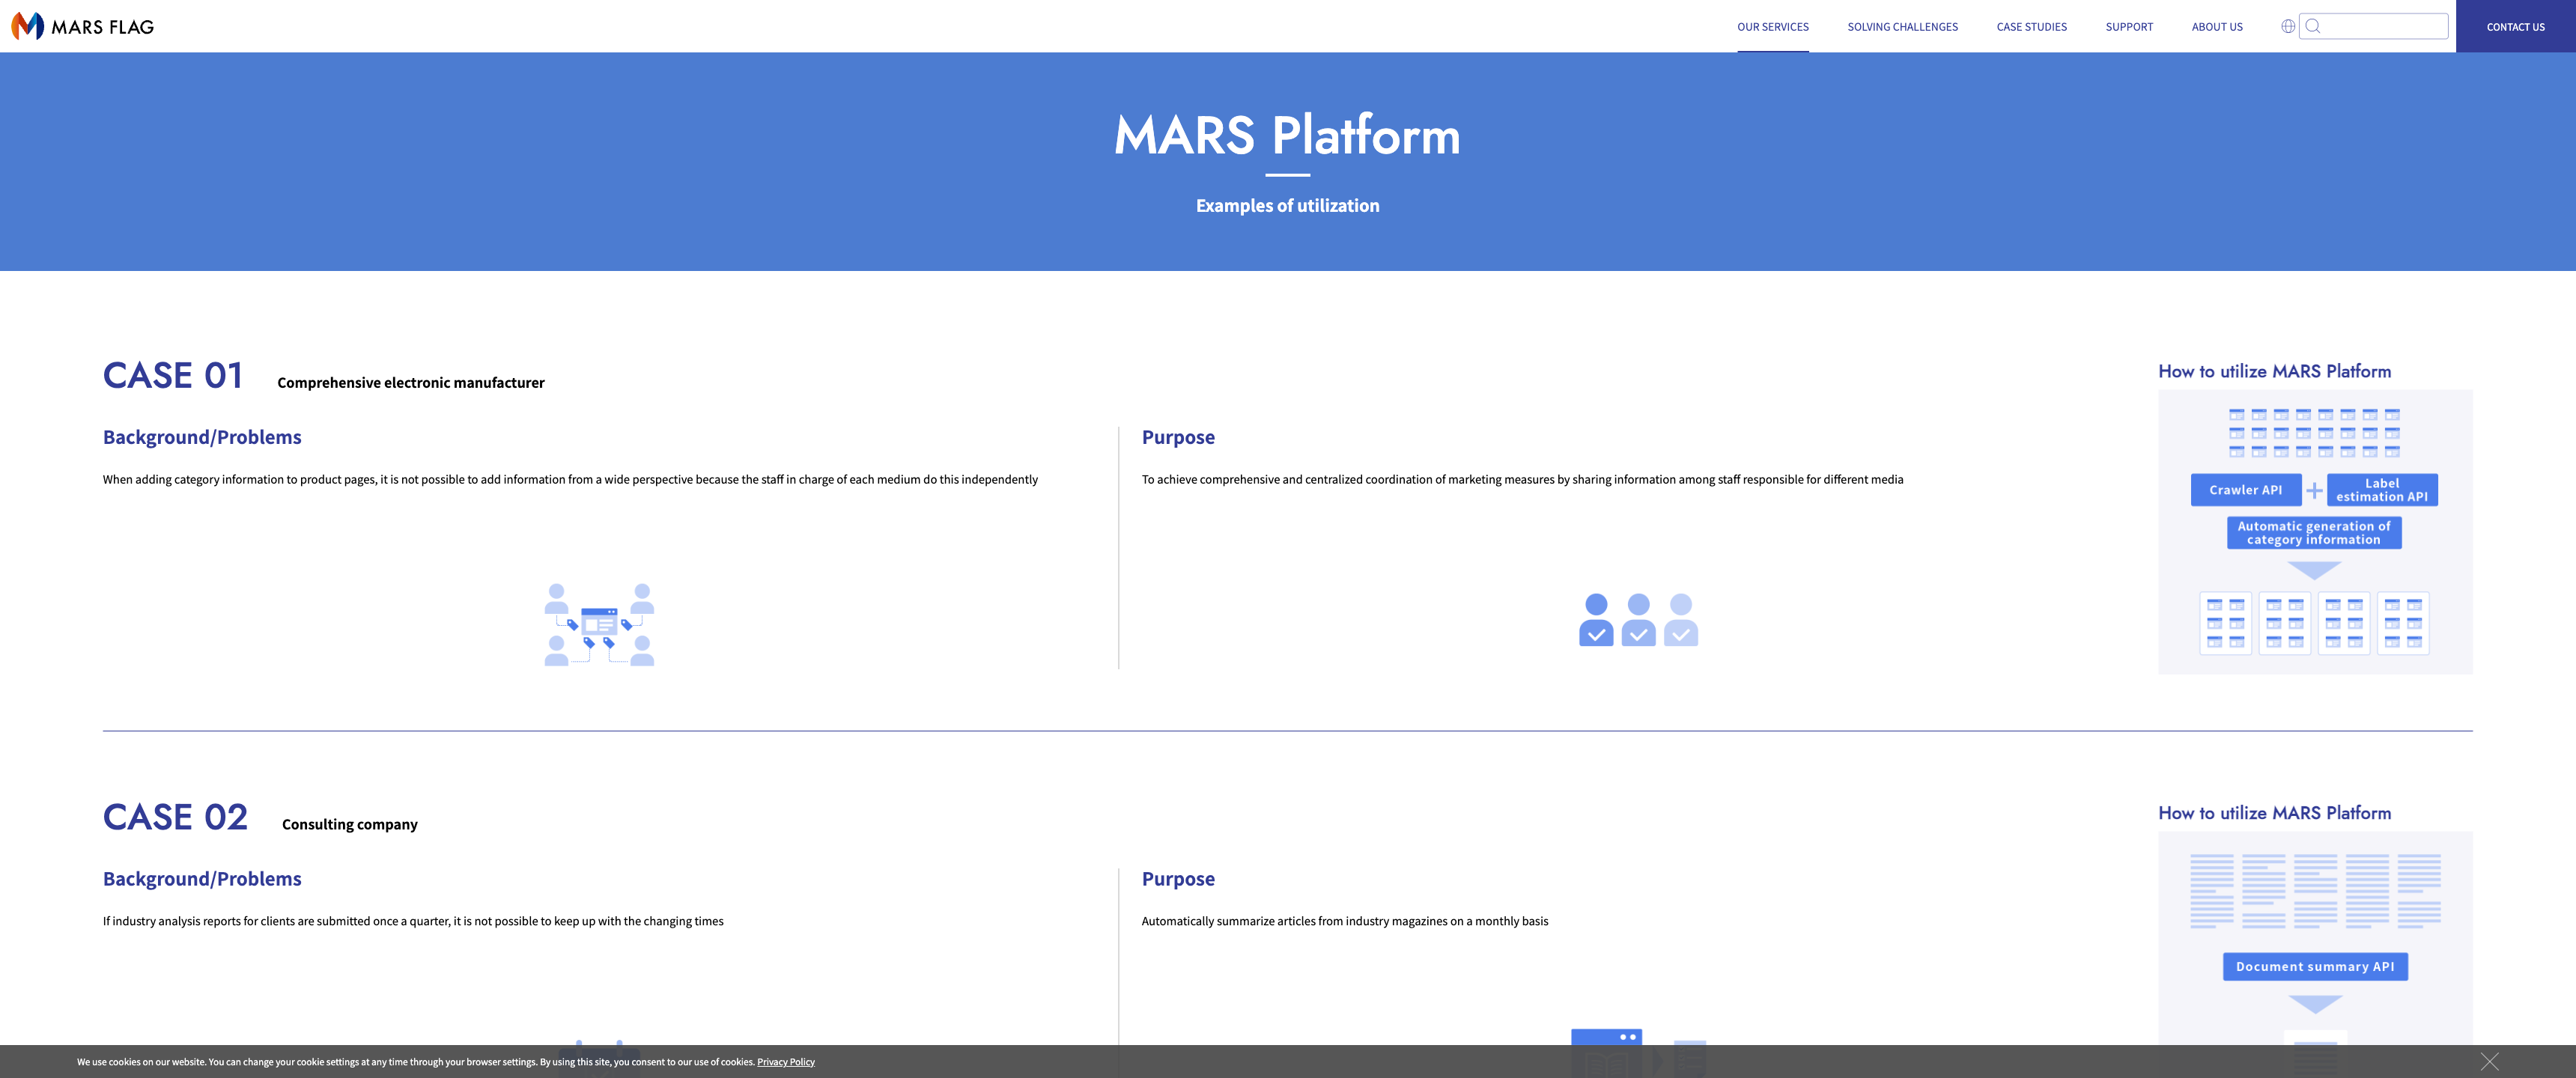 MARS FLAG
OUR SERVICES
SOLVING CHALLENGES
CASE STUDIES
SUPPORT
ABOUT US
CONTACT US
MARS Platform
Examples of utilization
CASE 01
Comprehensive electronic manufacturer
Background/Problems
When adding category information to product pages, it is not possible to add information from a wide perspective because the staff in charge of each medium do this independently
Purpose
To achieve comprehensive and centralized coordination of marketing measures by sharing information among staff responsible for different media
How to utilize MARS Platform
Crawler API
+
Label
estimation API
Automatic generation of
category information
CASE 02
Consulting company
Background/Problems
If industry analysis reports for clients are submitted once a quarter, it is not possible to keep up with the changing times
Purpose
Automatically summarize articles from industry magazines on a monthly basis
How to utilize MARS Platform
Document summary API
We use cookies on our website. You can change your cookie settings at any time through your browser settings. By using this site, you consent to our use of cookies. Privacy Policy